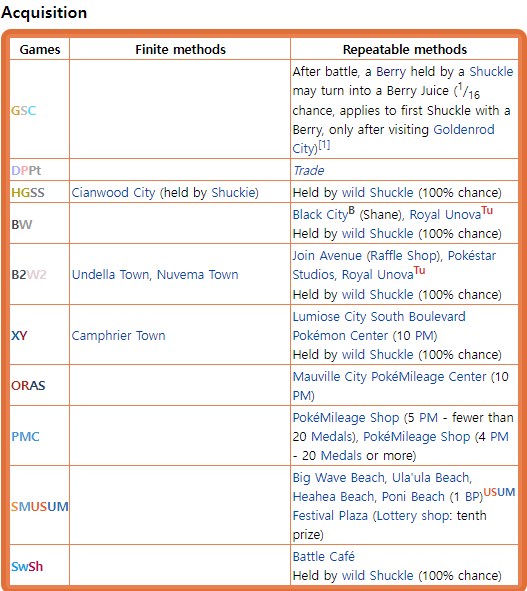 Acquisition
Games Finite methods Repeatable methods
GSC
After battle, a Berry held by a Shuckle
may turn into a Berry Juice (1/16
chance, applies to first Shuckle with a
Berry, only after visiting Goldenrod
City)[1]
DPPt Trade
HGSS Cianwood City (held by Shuckie) Held by wild Shuckle (100% chance)
BW
Black CityB (Shane), Royal UnovaTu
Held by wild Shuckle (100% chance)
B2W2 Undella Town, Nuvema Town
Join Avenue (Raffle Shop), Pokéstar
Studios, Royal UnovaTu
Held by wild Shuckle (100% chance)
XY Camphrier Town
Lumiose City South Boulevard
Pokémon Center (10 PM)
Held by wild Shuckle (100% chance)
ORAS
Mauville City PokéMileage Center (10
PM)
PMC
PokéMileage Shop (5 PM - fewer than
20 Medals), PokéMileage Shop (4 PM
- 20 Medals or more)
SMUSUM
Big Wave Beach, Ula'ula Beach,
Heahea Beach, Poni Beach (1 BP)USUM
Festival Plaza (Lottery shop: tenth
prize)
SwSh
Battle Café
Held by wild Shuckle (100% chance)